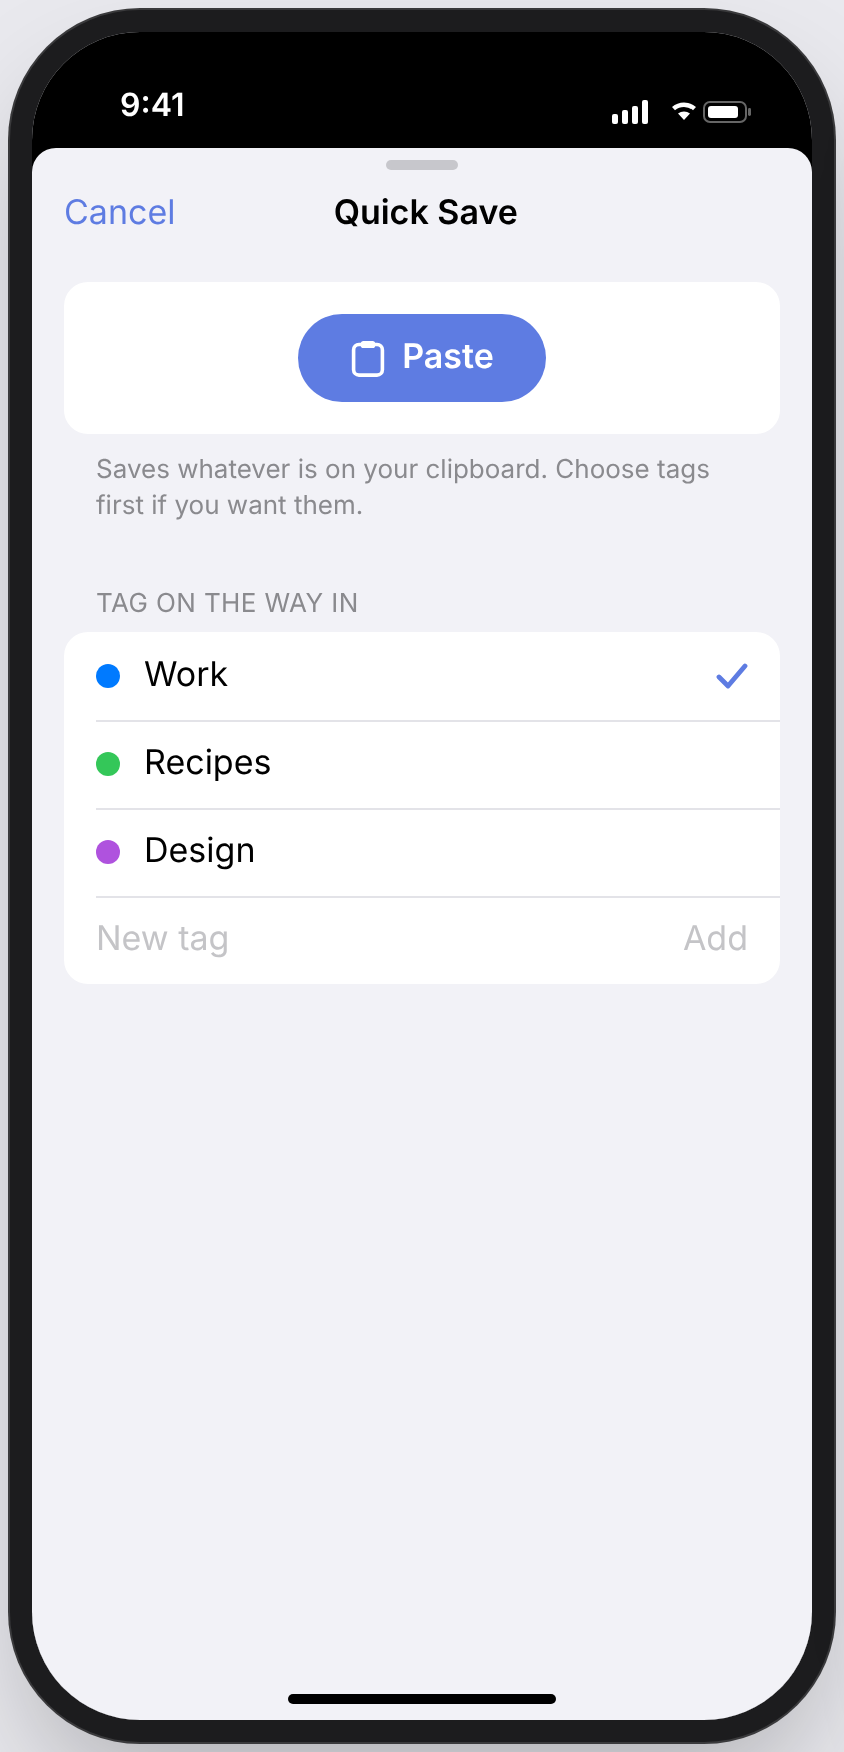 9:41
Cancel
Quick Save
Paste
Saves whatever is on your clipboard. Choose tags
first if you want them.
TAG ON THE WAY IN
Work
Recipes
Design
New tag
Add